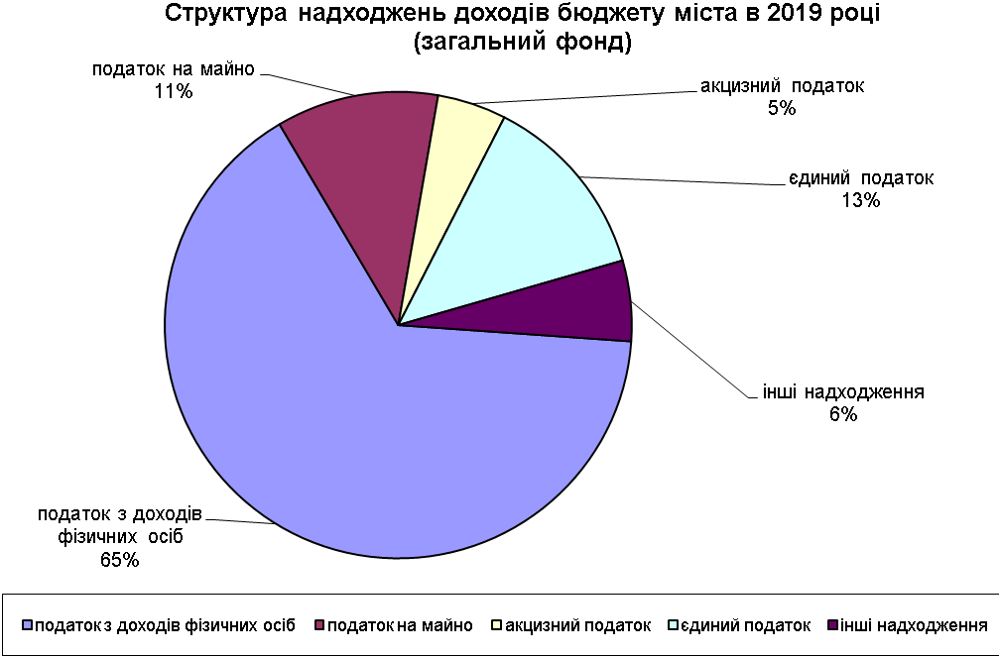 Структура надходжень доходів бюджету міста в 2019 році
(загальний фонд)
податок на майно
11%
акцизний податок
5%
єдиний податок
13%
інші надходження
6%
податок з доходів
фізичних осіб
65%
податок з доходів фізичних осіб податок на майно акцизний податок єдиний податок інші надходження